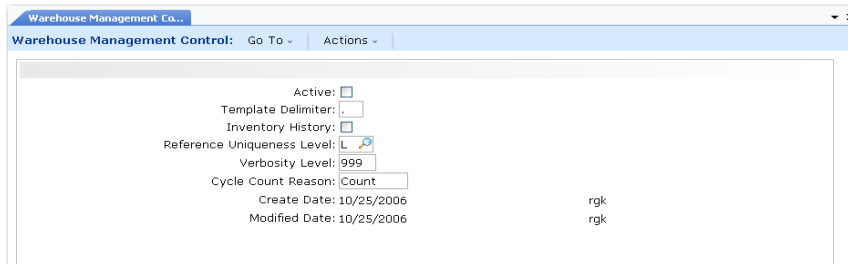 Warehouse Management Co...
Warehouse Management Control: Go To Actions
Active:
Template Delimiter: .
Inventory History:
Reference Uniqueness Level: L
Verbosity Level: 999
Cycle Count Reason: Count
Create Date: 10/25/2006 rgk
Modified Date: 10/25/2006 rgk